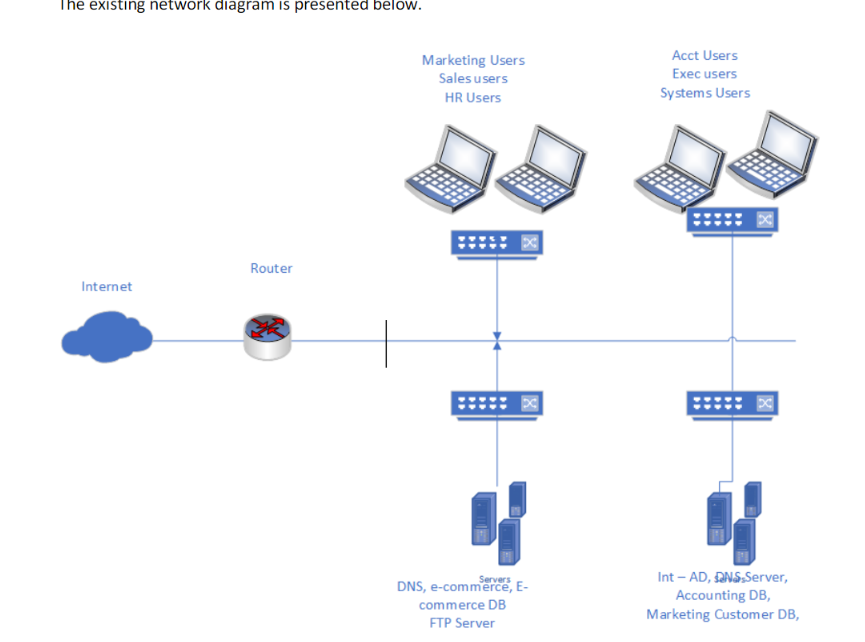 The existing network diagram is presented below.
Marketing Users
Sales users
HR Users
Acct Users
Exec users
Systems Users
Router
Internet
Servers
DNS, e-commerce, E-
commerce DB
FTP Server
Servers
Int – AD, DNS Server,
Accounting DB,
Marketing Customer DB,